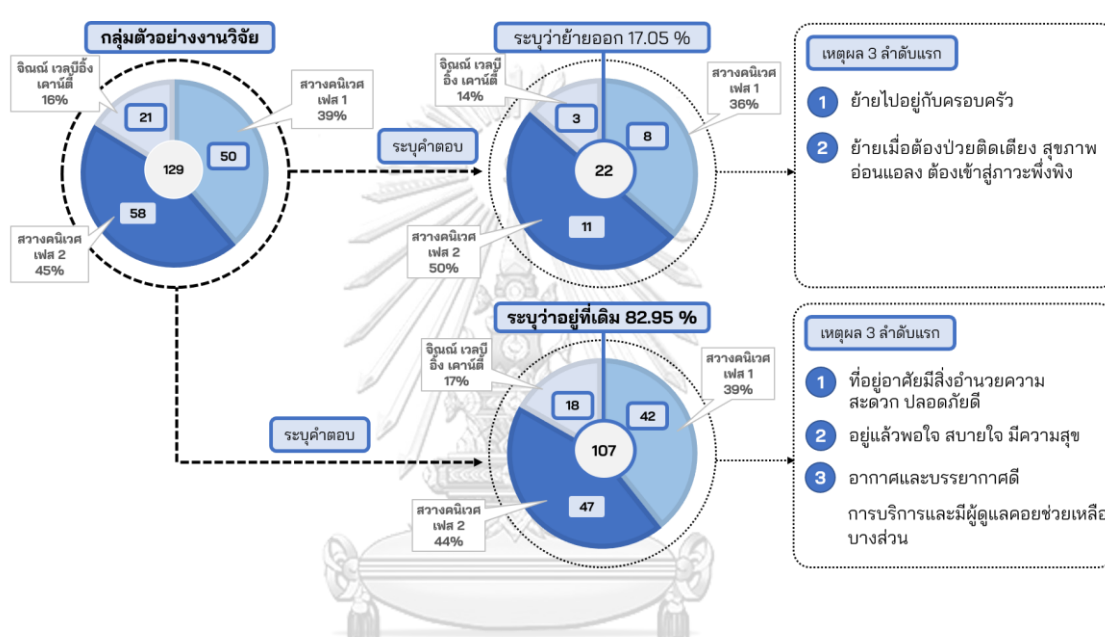 กลุ่มตัวอย่างงานวิจัย
จิณณ์ เวลบีอิ้ง
เคาน์ตี้
16%
21
สวางคนิเวศ
เฟส 1
39%
50
129
58
สวางคนิเวศ
เฟส 2
45%
ระบุคำตอบ
ระบุว่าย้ายออก 17.05 %
จิณณ์ เวลบี
อิ้ง เคาน์ตี้
14%
3
สวางคนิเวศ
เฟส 1
36%
8
22
11
สวางคนิเวศ
เฟส 2
50%
เหตุผล 3 ลำดับแรก
1 ย้ายไปอยู่กับครอบครัว
2 ย้ายเมื่อต้องป่วยติดเตียง สุขภาพ
อ่อนแอลง ต้องเข้าสู่ภาวะพึ่งพิง
ระบุคำตอบ
ระบุว่าอยู่ที่เดิม 82.95 %
จิณณ์ เวลบี
อิ้ง เคาน์ตี้
17%
18
สวางคนิเวศ
เฟส 1
39%
42
107
47
สวางคนิเวศ
เฟส 2
44%
เหตุผล 3 ลำดับแรก
1 ที่อยู่อาศัยมีสิ่งอำนวยความ
สะดวก ปลอดภัยดี
2 อยู่แล้วพอใจ สบายใจ มีความสุข
3 อากาศและบรรยากาศดี
การบริการและมีผู้ดูแลคอยช่วยเหลือ
บางส่วน